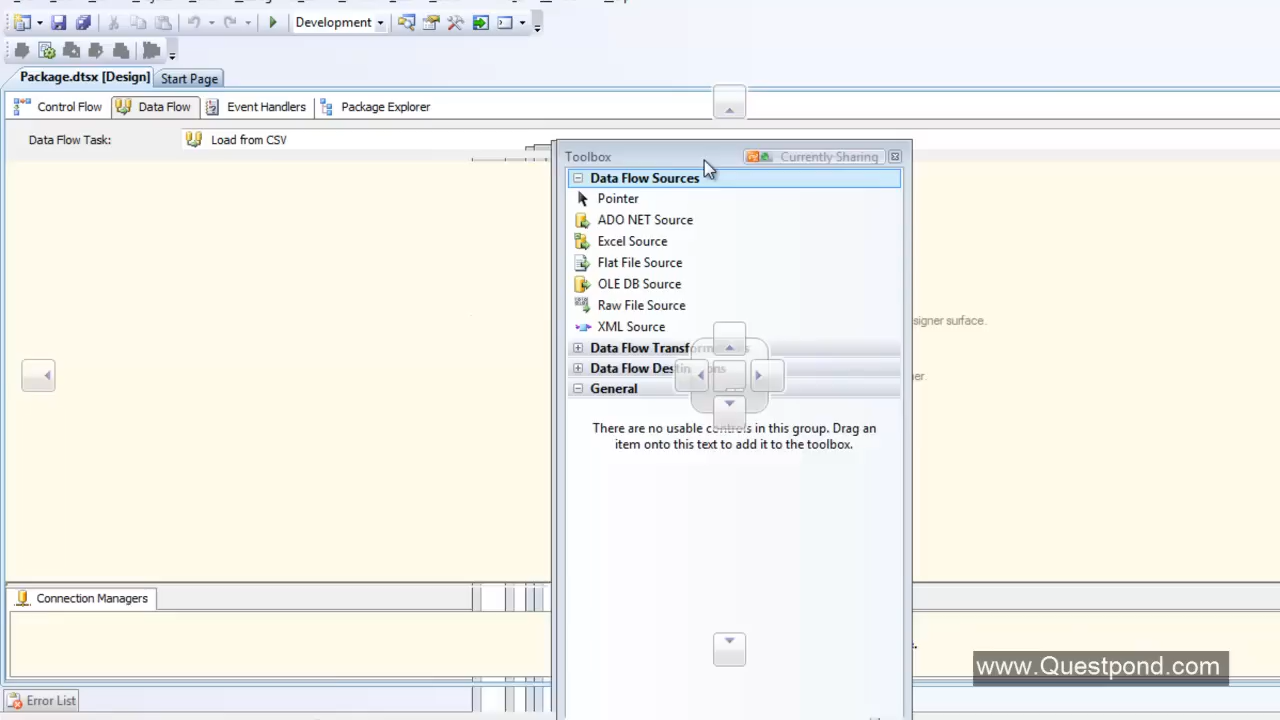 Development
Package.dtsx [Design]
Start Page
Control Flow
Data Flow
Event Handlers
Package Explorer
Data Flow Task:
Load from CSV
Toolbox
Currently Sharing
Data Flow Sources
Pointer
ADO NET Source
Excel Source
Flat File Source
OLE DB Source
Raw File Source
XML Source
signer surface.
Data Flow Transformations
Data Flow Destinations
er.
General
There are no usable controls in this group. Drag an
item onto this text to add it to the toolbox.
Connection Managers
www.Questpond.com
Error List